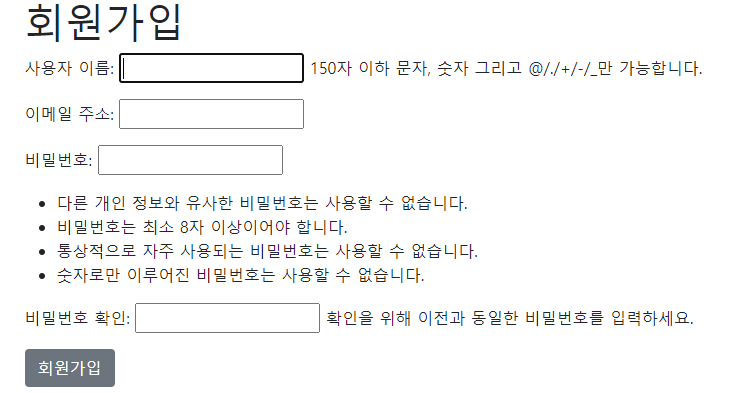 회원가입
사용자 이름: 150자 이하 문자, 숫자 그리고 @/./+/-/_만 가능합니다.
이메일 주소:
비밀번호:
다른 개인 정보와 유사한 비밀번호는 사용할 수 없습니다.
비밀번호는 최소 8자 이상이어야 합니다.
통상적으로 자주 사용되는 비밀번호는 사용할 수 없습니다.
숫자로만 이루어진 비밀번호는 사용할 수 없습니다.
비밀번호 확인: 확인을 위해 이전과 동일한 비밀번호를 입력하세요.
회원가입